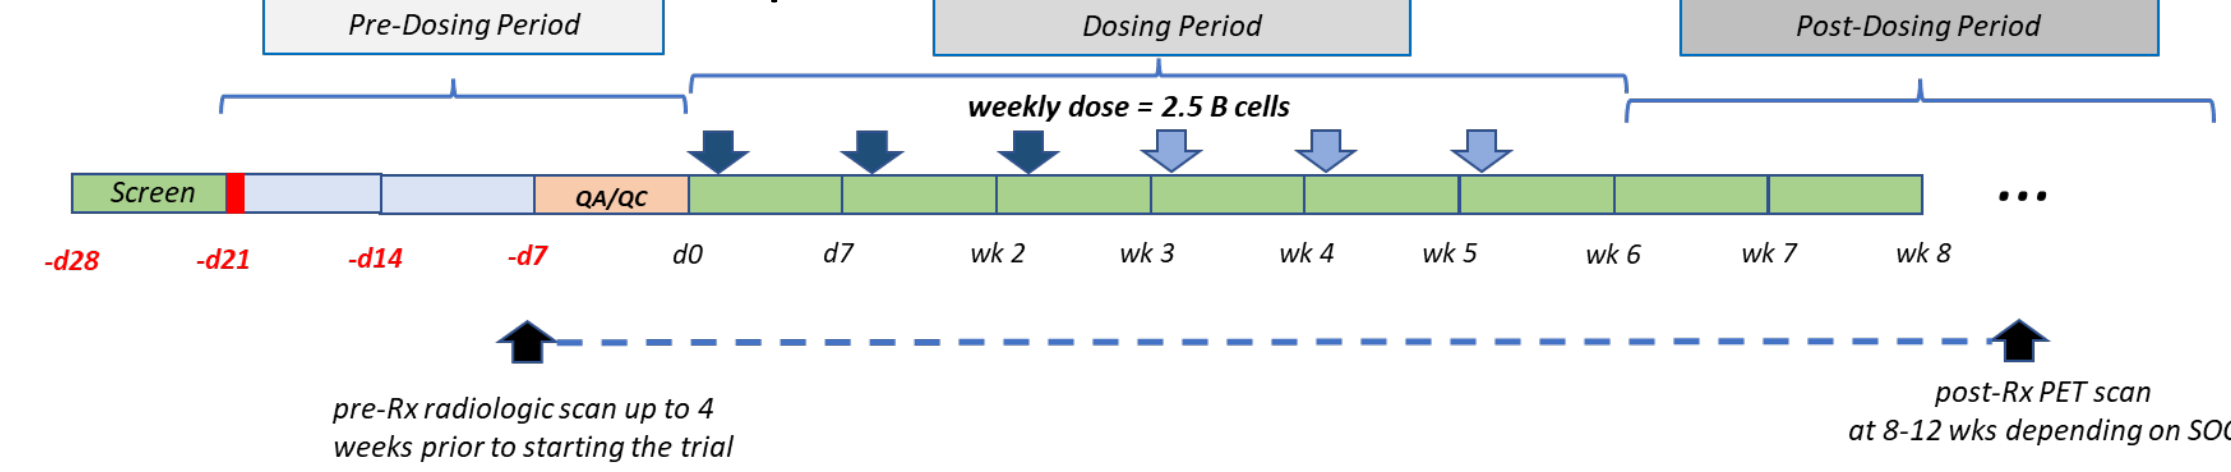 Pre-Dosing Period
Dosing Period
Post-Dosing Period
weekly dose = 2.5 B cells
Screen
QA/QC
...
-d28
-d21
-d14
-d7
d0
d7
wk 2
wk 3
wk 4
wk 5
wk 6
wk 7
wk 8
pre-Rx radiologic scan up to 4
weeks prior to starting the trial
post-Rx PET scan
at 8-12 wks depending on